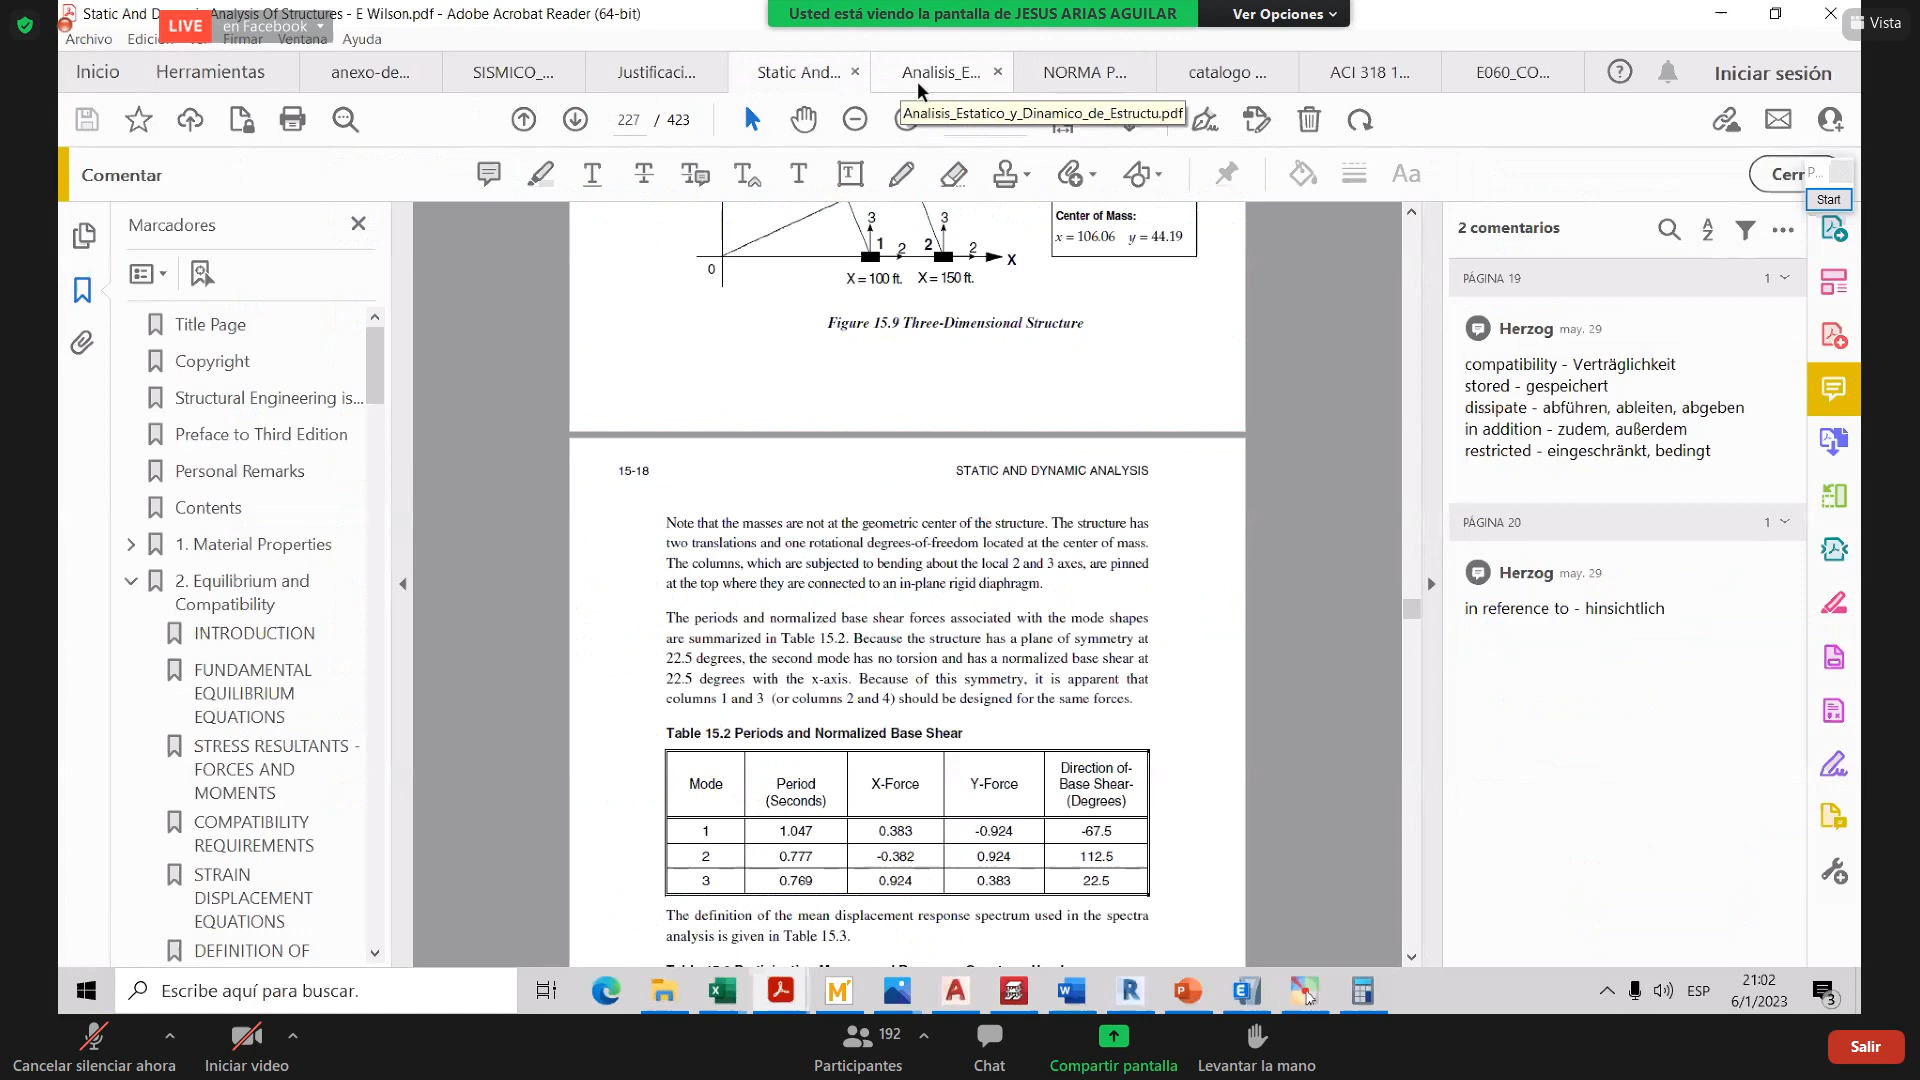 Static And Dynamic Analysis Of Structures - E Wilson.pdf - Adobe Acrobat Reader (64-bit)
LIVE en Facebook
Usted está viendo la pantalla de JESUS ARIAS AGUILAR
Ver Opciones
Vista
Archivo Edición Ver Firmar Ventana Ayuda
Inicio Herramientas anexo-de... SISMICO_... Justificaci... Static And... Analisis_E... NORMA P... catalogo ... ACI 318 1... E060_CO... Iniciar sesión
227 / 423
Analisis_Estatico_y_Dinamico_de_Estructu.pdf
Comentar
Cerr
P...
Start
Marcadores
Title Page
Copyright
Structural Engineering is...
Preface to Third Edition
Personal Remarks
Contents
1. Material Properties
2. Equilibrium and
Compatibility
INTRODUCTION
FUNDAMENTAL
EQUILIBRIUM
EQUATIONS
STRESS RESULTANTS -
FORCES AND
MOMENTS
COMPATIBILITY
REQUIREMENTS
STRAIN
DISPLACEMENT
EQUATIONS
DEFINITION OF
3 3
1 2 2 2
X
0
X = 100 ft. X = 150 ft.
Center of Mass:
x = 106.06 y = 44.19
Figure 15.9 Three-Dimensional Structure
15-18 STATIC AND DYNAMIC ANALYSIS
Note that the masses are not at the geometric center of the structure. The structure has
two translations and one rotational degrees-of-freedom located at the center of mass.
The columns, which are subjected to bending about the local 2 and 3 axes, are pinned
at the top where they are connected to an in-plane rigid diaphragm.
The periods and normalized base shear forces associated with the mode shapes
are summarized in Table 15.2. Because the structure has a plane of symmetry at
22.5 degrees, the second mode has no torsion and has a normalized base shear at
22.5 degrees with the x-axis. Because of this symmetry, it is apparent that
columns 1 and 3 (or columns 2 and 4) should be designed for the same forces.
Table 15.2 Periods and Normalized Base Shear
Mode Period (Seconds) X-Force Y-Force Direction of-Base Shear-(Degrees)
1 1.047 0.383 -0.924 -67.5
2 0.777 -0.382 0.924 112.5
3 0.769 0.924 0.383 22.5
The definition of the mean displacement response spectrum used in the spectra
analysis is given in Table 15.3.
2 comentarios
PÁGINA 19 1
Herzog may. 29
compatibility - Verträglichkeit
stored - gespeichert
dissipate - abführen, ableiten, abgeben
in addition - zudem, außerdem
restricted - eingeschränkt, bedingt
PÁGINA 20 1
Herzog may. 29
in reference to - hinsichtlich
Escribe aquí para buscar.
ESP
21:02
6/1/2023
3
Cancelar silenciar ahora
Iniciar video
192
Participantes
Chat
Compartir pantalla
Levantar la mano
Salir